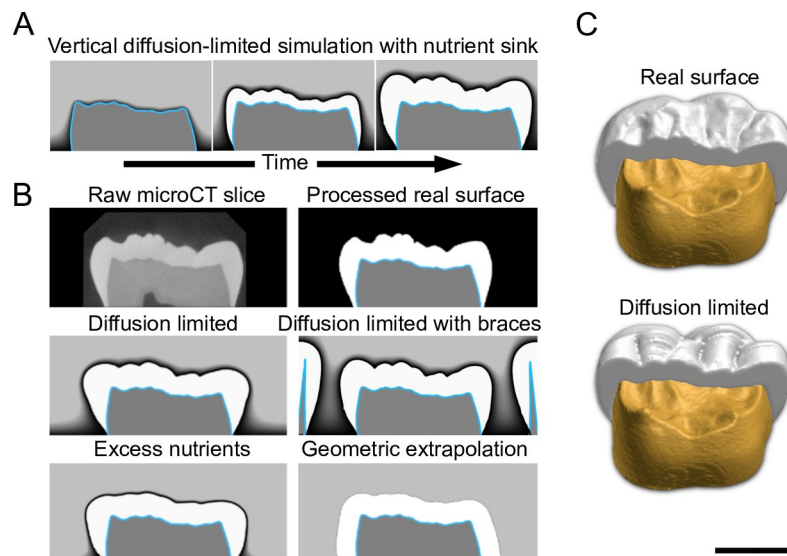 A
Vertical diffusion-limited simulation with nutrient sink
Time
B
Raw microCT slice
Processed real surface
Diffusion limited
Diffusion limited with braces
Excess nutrients
Geometric extrapolation
C
Real surface
Diffusion limited